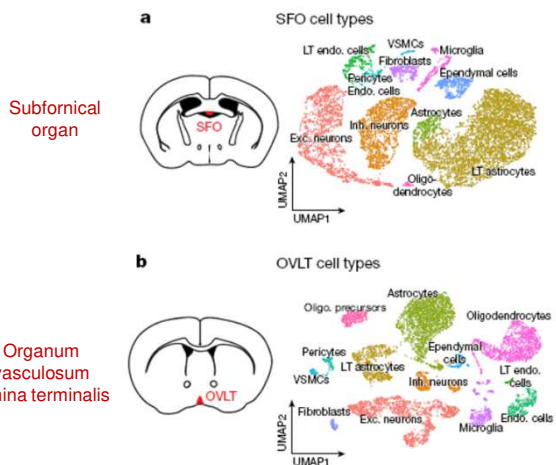 a
SFO cell types
Subfornical
organ
SFO
LT endo. cells
VSMCs
Microglia
Fibroblasts
Ependymal cells
Pericytes
Endo. cells
Astrocytes
Inh. neurons
Exc. neurons
LT astrocytes
Oligo-
dendrocytes
UMAP2
UMAP1
b
OVLT cell types
Organum
vasculosum
OVLT
Astrocytes
Oligo. precursors
Oligodendrocytes
Pericytes
Ependymal
cells
LT astrocytes
LT endo.
cells
VSMCs
Inh. neurons
Fibroblasts
Exc. neurons
Endo. cells
Microglia
UMAP2
UMAP1
terminalis